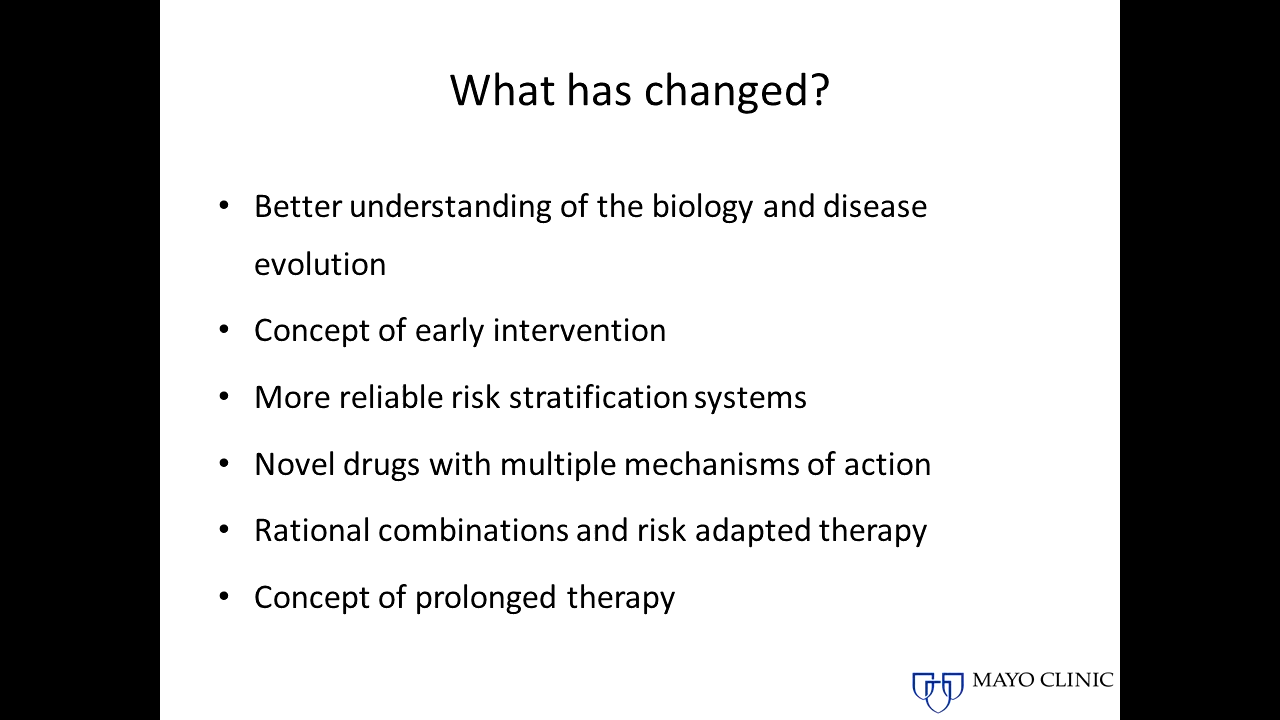 What has changed?
• Better understanding of the biology and disease
evolution
• Concept of early intervention
• More reliable risk stratification systems
• Novel drugs with multiple mechanisms of action
• Rational combinations and risk adapted therapy
• Concept of prolonged therapy
MAYO CLINIC